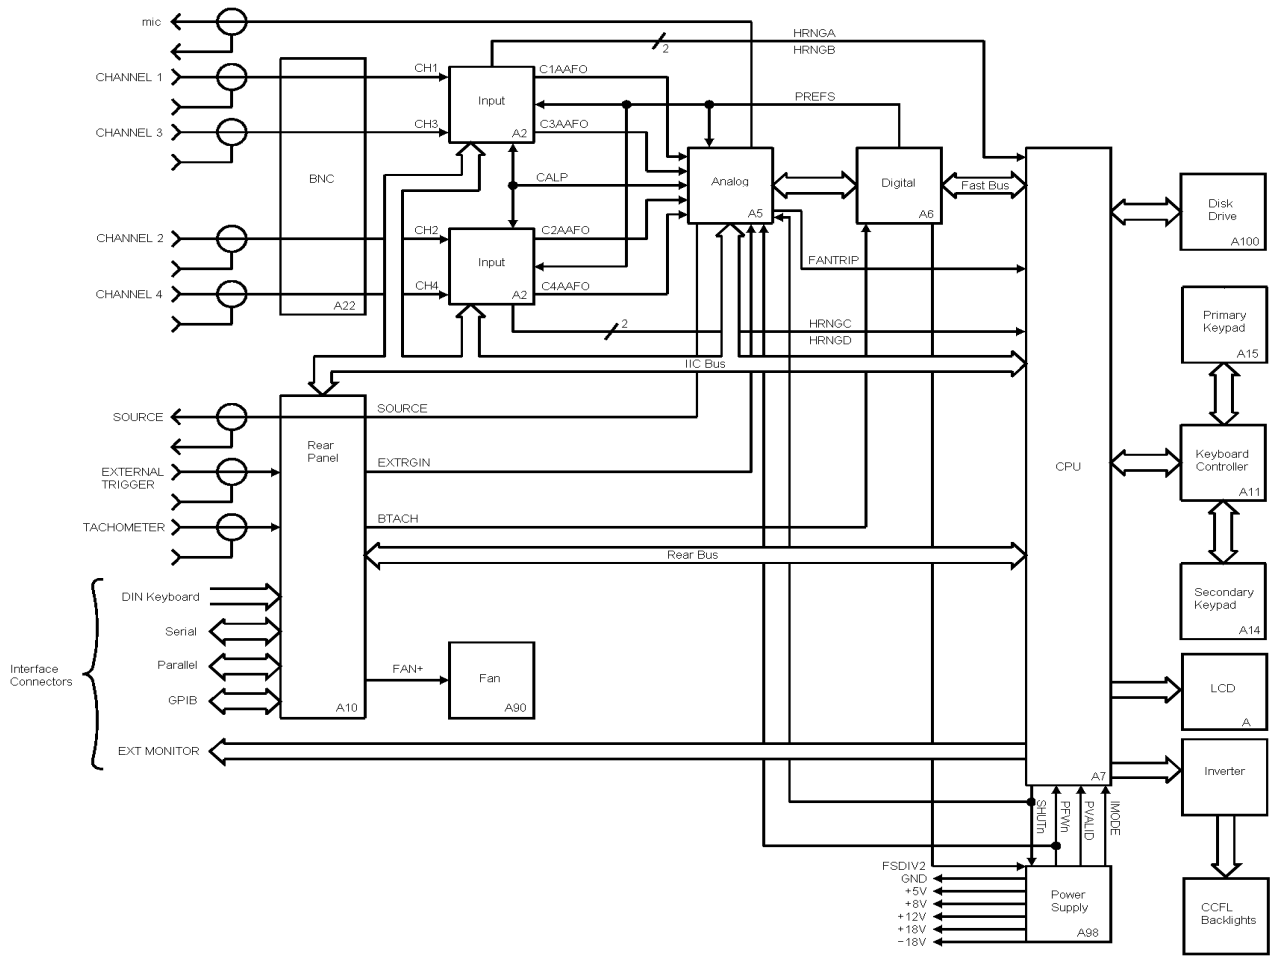 mic
HRNGA
2
HRNGB
CHANNEL 1
CH1
C1AAFO
PREFS
Input
A2
CHANNEL 3
CH3
C3AAFO
BNC
A22
CALP
Analog
A5
Digital
A6
Fast Bus
Disk
Drive
A100
CHANNEL 2
CH2
C2AAFO
Input
A2
FANTRIP
CHANNEL 4
CH4
C4AAFO
2
HRNGC
HRNGD
IIC Bus
Primary
Keypad
A15
SOURCE
SOURCE
Rear
Panel
A10
EXTERNAL
TRIGGER
EXTRGIN
CPU
A7
Keyboard
Controller
A11
TACHOMETER
BTACH
Rear Bus
Interface
Connectors
DIN Keyboard
Serial
Parallel
GPIB
EXT MONITOR
FAN+
Fan
A90
Secondary
Keypad
A14
LCD
A
Inverter
SHUTn
PFWn
PVALID
IMODE
FSDIV2
GND
+5V
+8V
+12V
+18V
−18V
Power
Supply
A98
CCFL
Backlights